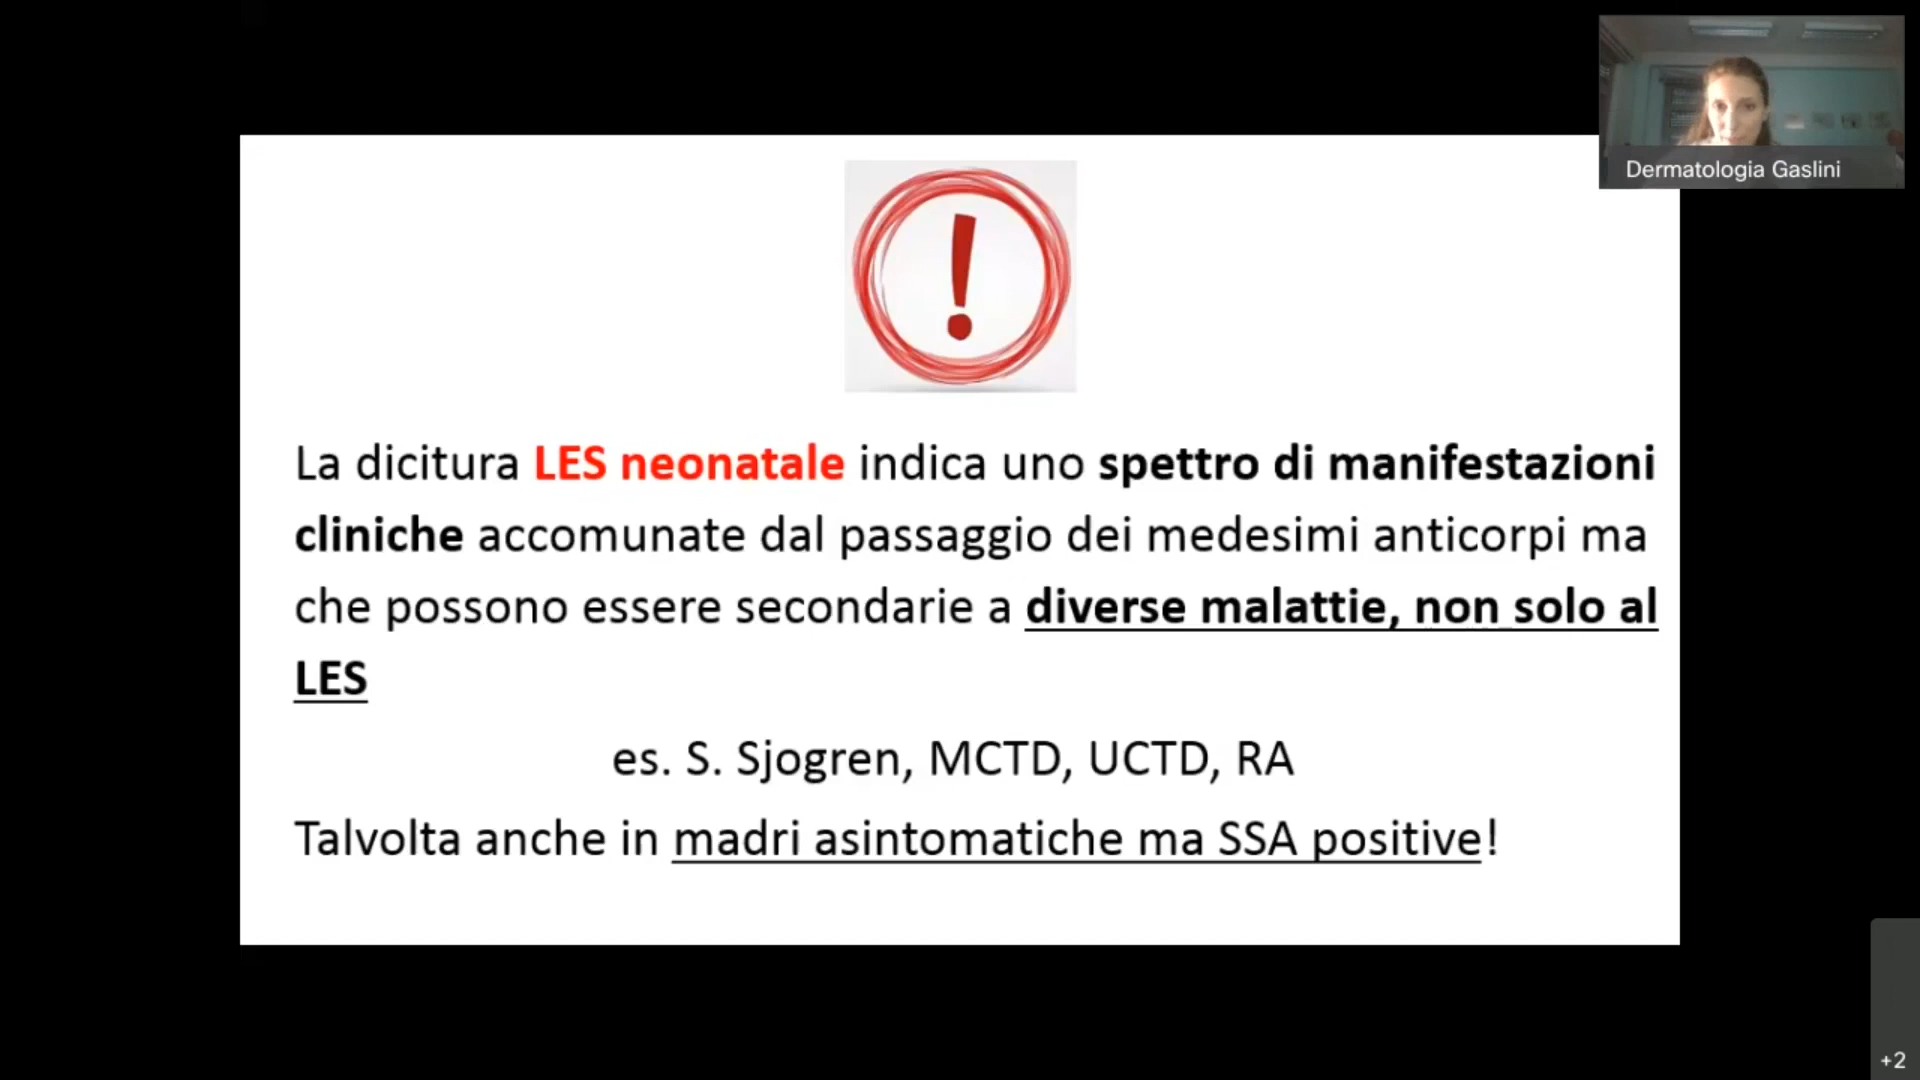 Dermatologia Gaslini
La dicitura LES neonatale indica uno spettro di manifestazioni
cliniche accomunate dal passaggio dei medesimi anticorpi ma
che possono essere secondarie a diverse malattie, non solo al
LES
es. S. Sjogren, MCTD, UCTD, RA
Talvolta anche in madri asintomatiche ma SSA positive!
+2